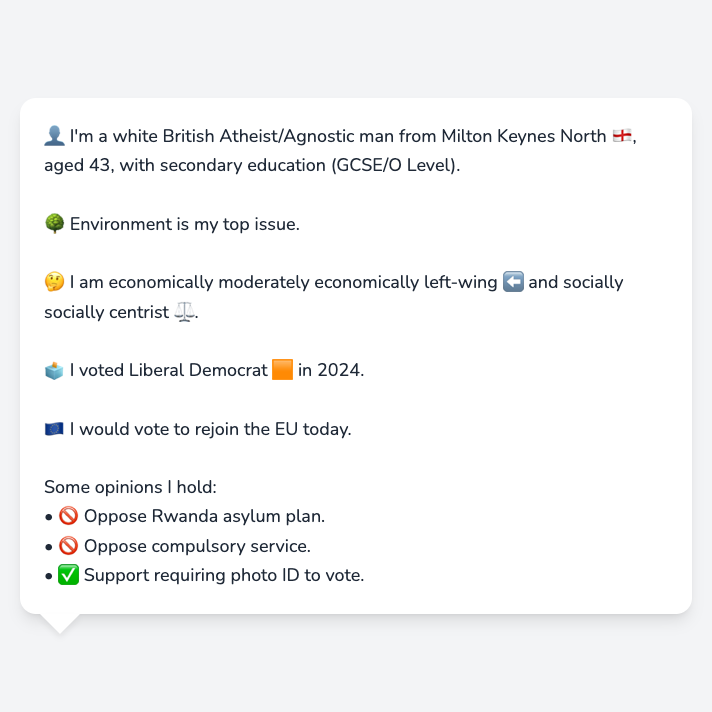 👤 I'm a white British Atheist/Agnostic man from Milton Keynes North 🏴󠁧󠁢󠁥󠁮󠁧󠁿,
aged 43, with secondary education (GCSE/O Level).
🌳 Environment is my top issue.
🤔 I am economically moderately economically left-wing ⬅️ and socially
socially centrist ⚖️.
🗳️ I voted Liberal Democrat 🟧 in 2024.
🇪🇺 I would vote to rejoin the EU today.
Some opinions I hold:
• 🚫 Oppose Rwanda asylum plan.
• 🚫 Oppose compulsory service.
• ✅ Support requiring photo ID to vote.